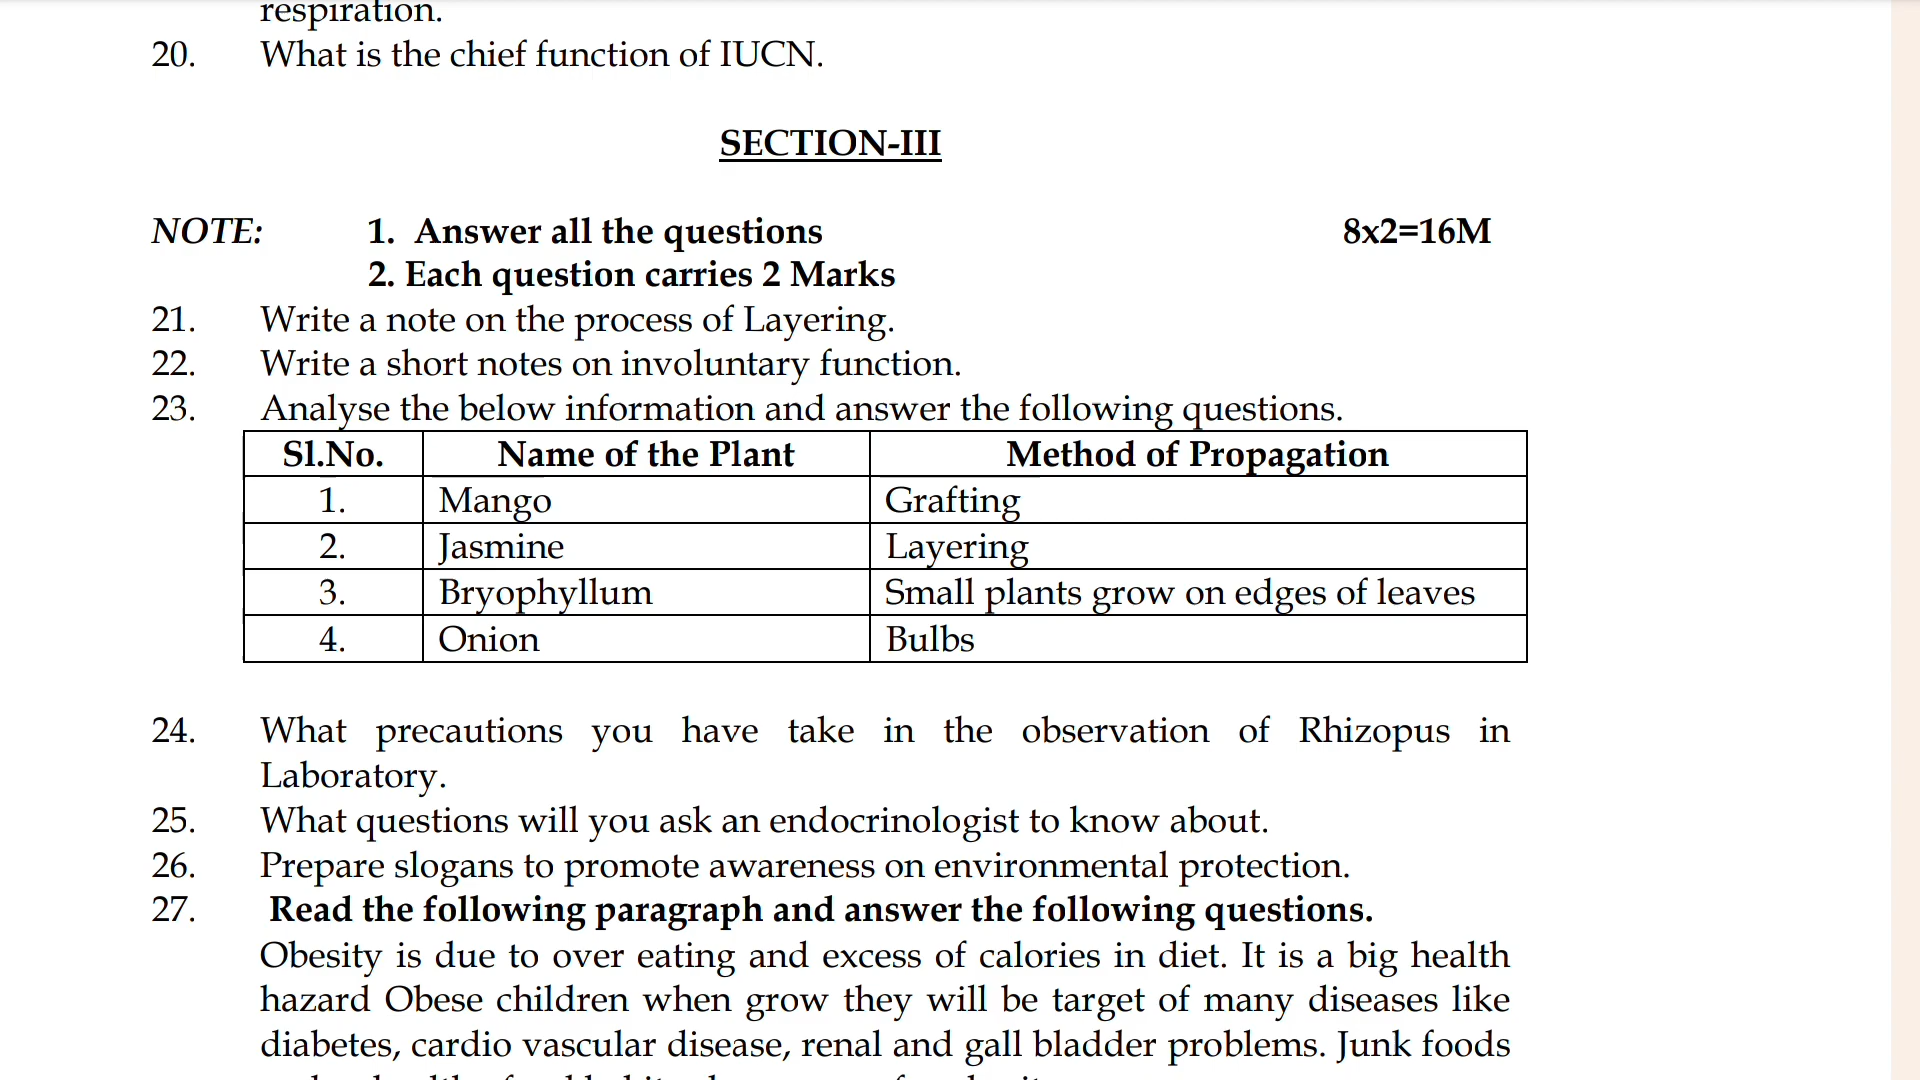 respiration.
20. What is the chief function of IUCN.
SECTION-III
NOTE: 1. Answer all the questions 8x2=16M
2. Each question carries 2 Marks
21. Write a note on the process of Layering.
22. Write a short notes on involuntary function.
23. Analyse the below information and answer the following questions.
Sl.No. Name of the Plant Method of Propagation
1. Mango Grafting
2. Jasmine Layering
3. Bryophyllum Small plants grow on edges of leaves
4. Onion Bulbs
24. What precautions you have take in the observation of Rhizopus in
Laboratory.
25. What questions will you ask an endocrinologist to know about.
26. Prepare slogans to promote awareness on environmental protection.
27. Read the following paragraph and answer the following questions.
Obesity is due to over eating and excess of calories in diet. It is a big health
hazard Obese children when grow they will be target of many diseases like
diabetes, cardio vascular disease, renal and gall bladder problems. Junk foods